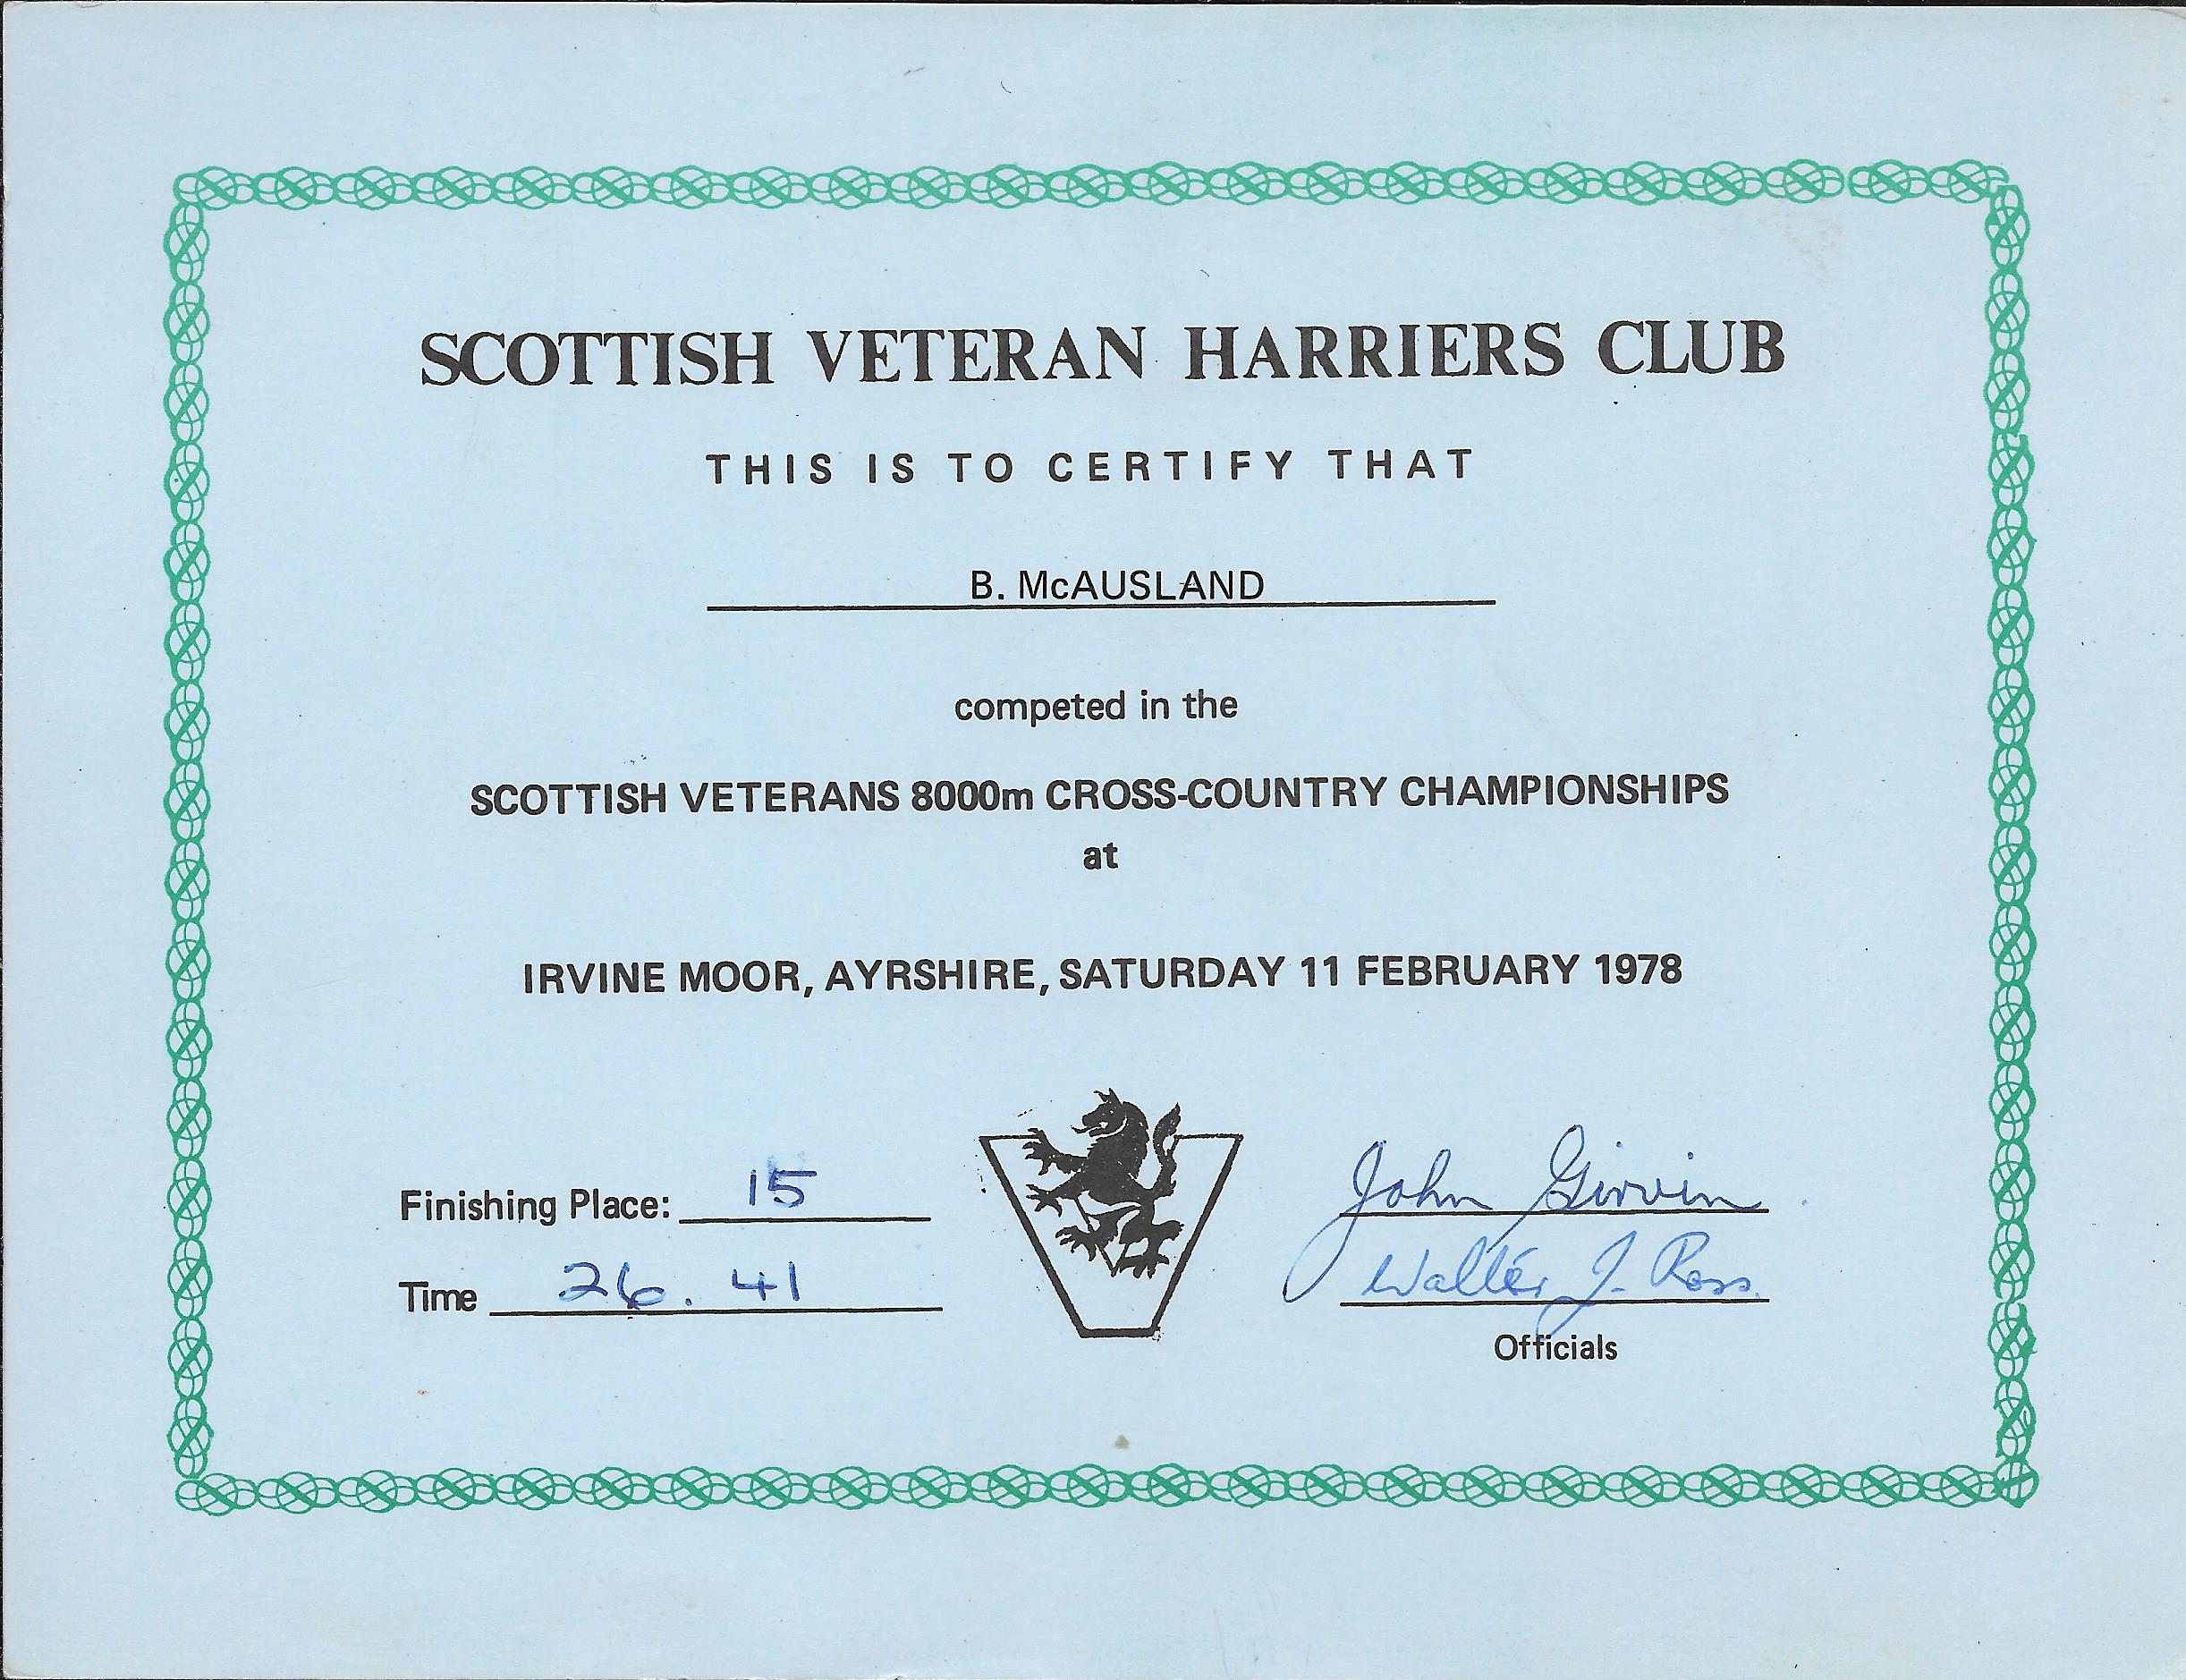 SCOTTISH VETERAN HARRIERS CLUB
THIS IS TO CERTIFY THAT
B. McAUSLAND
competed in the
SCOTTISH VETERANS 8000m CROSS-COUNTRY CHAMPIONSHIPS
at
IRVINE MOOR, AYRSHIRE, SATURDAY 11 FEBRUARY 1978
Finishing Place: 15
Time 26. 41
John Girvin
Walter J. Ross.
Officials